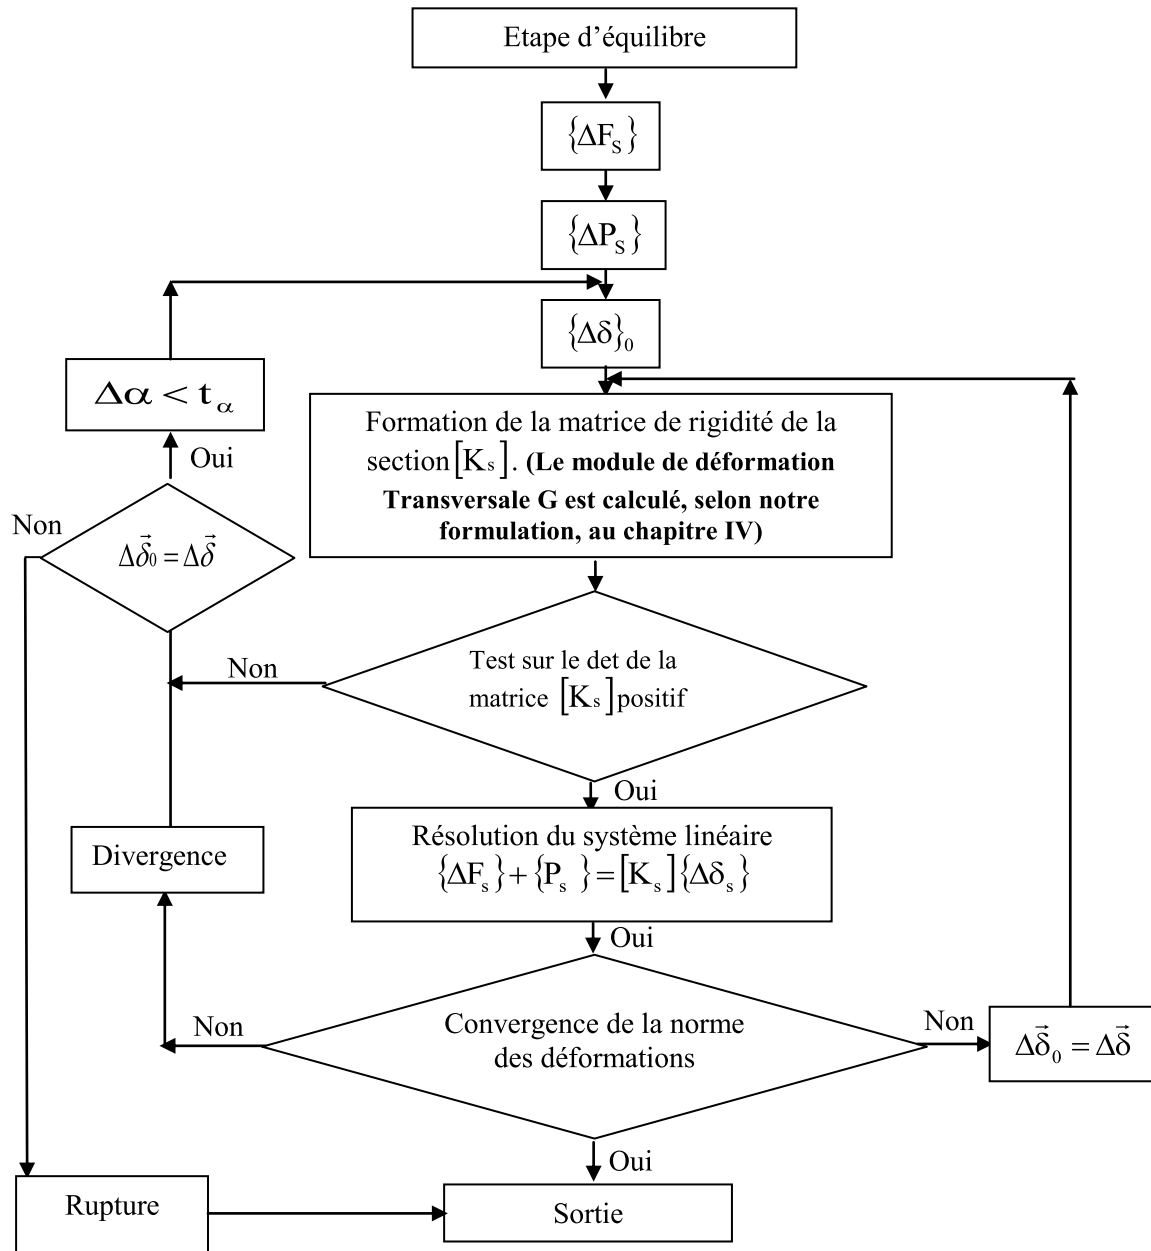 Etape d'équilibre
{ΔF_S}
{ΔP_S}
{Δδ}_0
Δα < t_α
Oui
Non
Δδ⃗_0 = Δδ⃗
Formation de la matrice de rigidité de la
section [K_s]. (Le module de déformation
Transversale G est calculé, selon notre
formulation, au chapitre IV)
Non
Test sur le det de la
matrice [K_s] positif
Oui
Divergence
Résolution du système linéaire
{ΔF_s} + {P_s } = [K_s]{Δδ_s}
Oui
Non
Convergence de la norme
des déformations
Non
Δδ⃗_0 = Δδ⃗
Oui
Rupture
Sortie